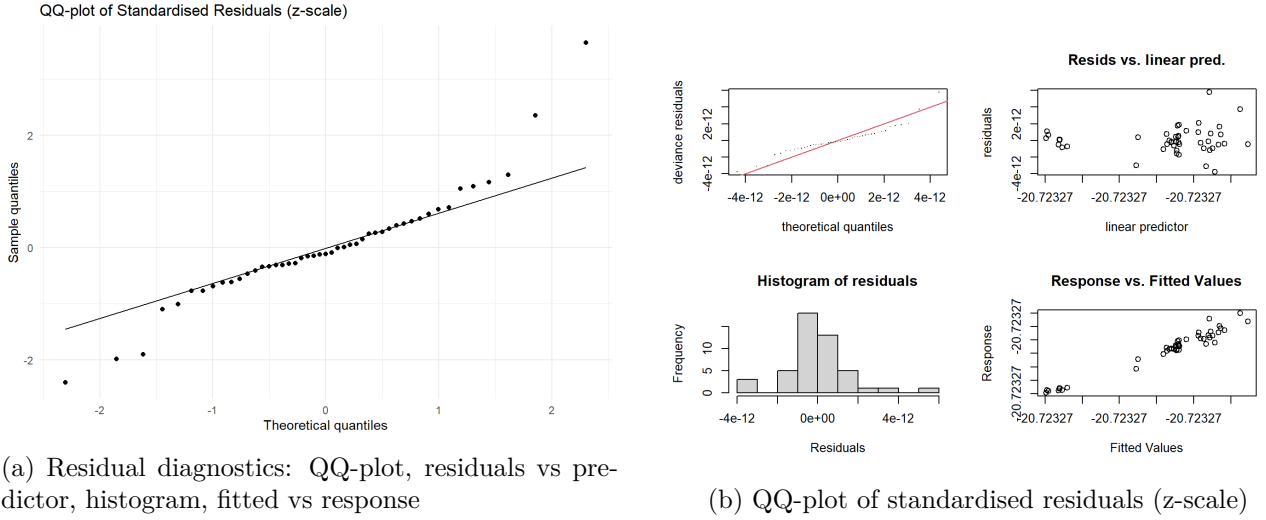 QQ-plot of Standardised Residuals (z-scale)
Sample quantiles
2
0
-2
-2
-1
0
1
2
Theoretical quantiles
(a) Residual diagnostics: QQ-plot, residuals vs pre-
dictor, histogram, fitted vs response
deviance residuals
-4e-12
2e-12
-4e-12
-2e-12
0e+00
2e-12
4e-12
theoretical quantiles
Resids vs. linear pred.
residuals
-4e-12
2e-12
-20.72327
-20.72327
-20.72327
linear predictor
Histogram of residuals
Frequency
0
5
10
-4e-12
0e+00
4e-12
Residuals
Response vs. Fitted Values
Response
-20.72327
-20.72327
-20.72327
-20.72327
-20.72327
Fitted Values
(b) QQ-plot of standardised residuals (z-scale)